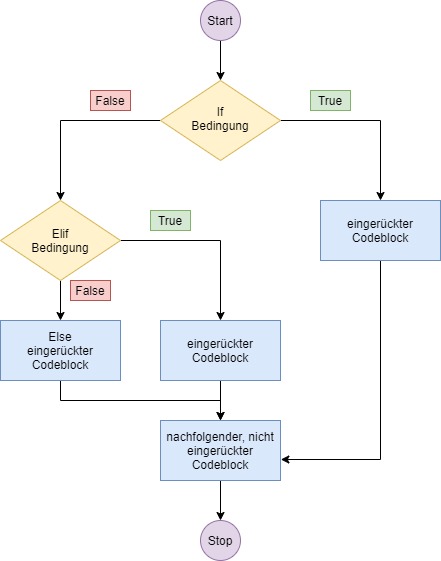 Start
If
Bedingung
False
True
eingerückter
Codeblock
Elif
Bedingung
True
False
Else
eingerückter
Codeblock
eingerückter
Codeblock
nachfolgender, nicht
eingerückter
Codeblock
Stop